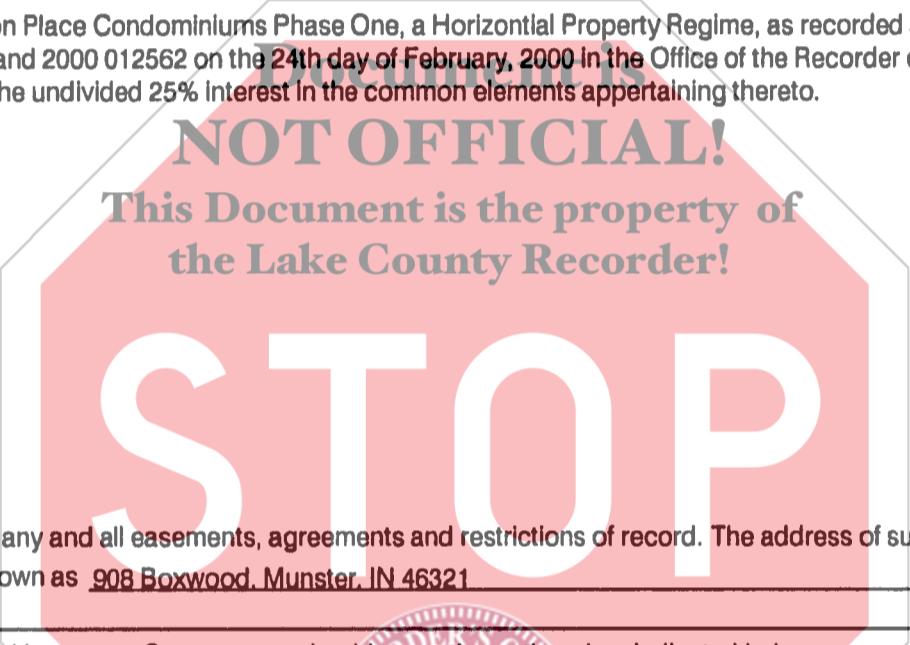 n Place Condominiums Phase One, a Horizontial Property Regime, as recorded
and 2000 012562 on the 24th day of February, 2000 in the Office of the Recorder
he undivided 25% interest in the common elements appertaining thereto.
Document is
NOT OFFICIAL!
This Document is the property of
the Lake County Recorder!
STOP
any and all easements, agreements and restrictions of record. The address of su
own as 908 Boxwood, Munster, IN 46321